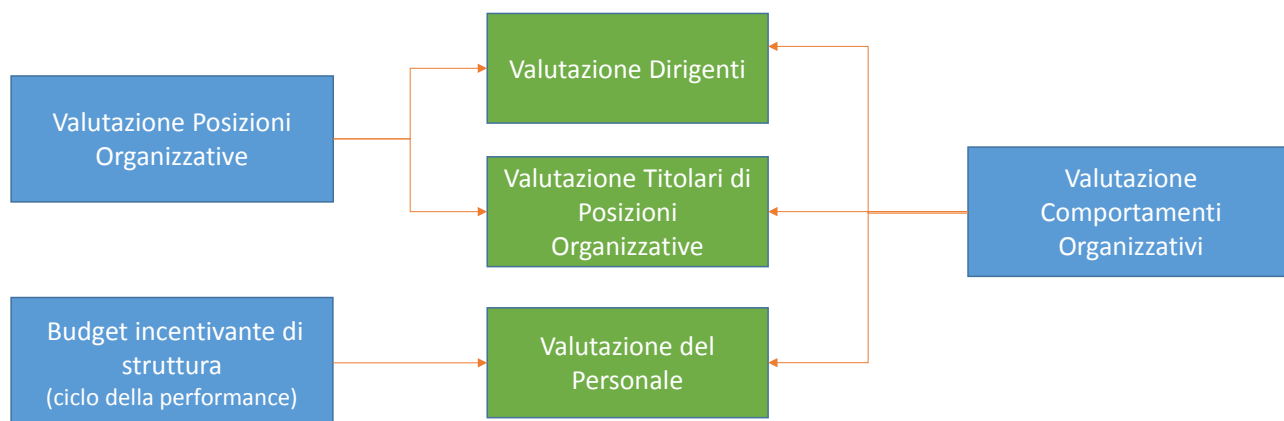 Valutazione Dirigenti
Valutazione Posizioni
Organizzative
Valutazione Titolari di
Posizioni
Organizzative
Valutazione
Comportamenti
Organizzativi
Budget incentivante di
struttura
(ciclo della performance)
Valutazione del
Personale